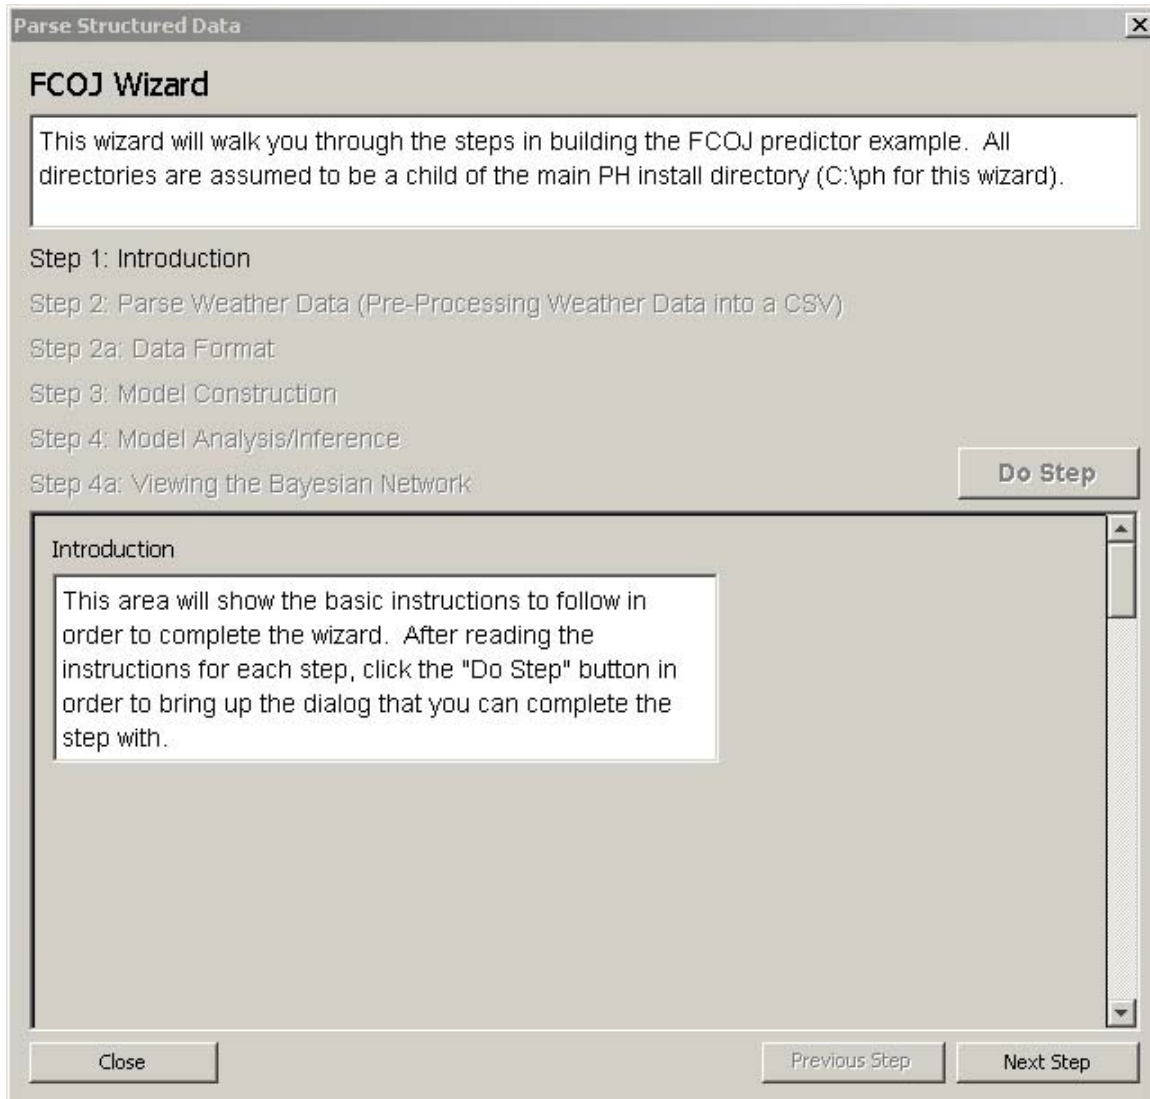 Parse Structured Data
FCOJ Wizard
This wizard will walk you through the steps in building the FCOJ predictor example.  All
directories are assumed to be a child of the main PH install directory (C:\ph for this wizard).
Step 1: Introduction
Step 2: Parse Weather Data (Pre-Processing Weather Data into a CSV)
Step 2a: Data Format
Step 3: Model Construction
Step 4: Model Analysis/Inference
Step 4a: Viewing the Bayesian Network
Do Step
Introduction
This area will show the basic instructions to follow in
order to complete the wizard.  After reading the
instructions for each step, click the "Do Step" button in
order to bring up the dialog that you can complete the
step with.
Close
Previous Step
Next Step